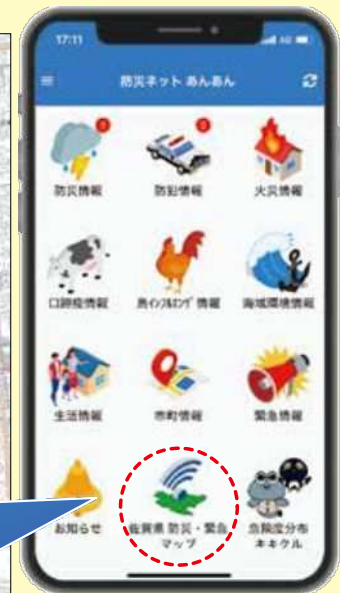 17:11
4G
防災ネット あんあん
防災情報
防犯情報
火災情報
口蹄疫情報
鳥インフルエンザ 情報
海域環境情報
生活情報
市町情報
緊急情報
お知らせ
佐賀県 防災・緊急
マップ
危険度分布
キキクル